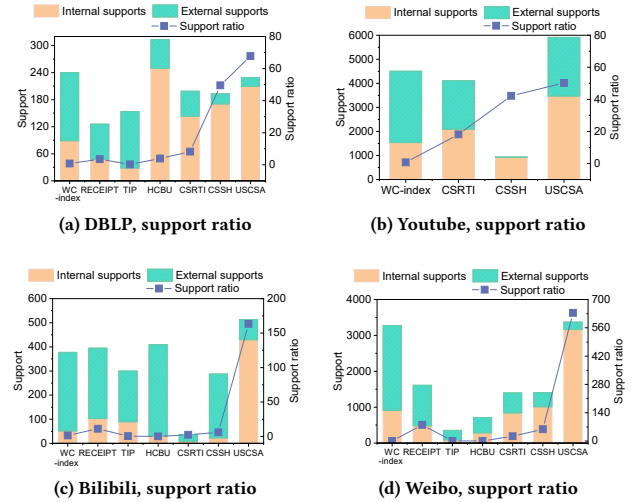 Internal supports External supports
Support ratio
300
240
180
120
60
0
Support
80
60
40
20
0
Support ratio
WC RECEIPT TIP HCBU CSRTI CSSH USCSA
-index
(a) DBLP, support ratio
Internal supports External supports
Support ratio
6000
5000
4000
3000
2000
1000
0
Support
80
60
40
20
0
Support ratio
WC-index CSRTI CSSH USCSA
(b) Youtube, support ratio
Internal supports External supports
Support ratio
600
500
400
300
200
100
0
Support
200
150
100
50
0
Support ratio
WC RECEIPT TIP HCBU CSRTI CSSH USCSA
-index
(c) Bilibili, support ratio
Internal supports External supports
Support ratio
4000
3000
2000
1000
0
Support
700
560
420
280
140
0
Support ratio
WC RECEIPT TIP HCBU CSRTI CSSH USCSA
-index
(d) Weibo, support ratio